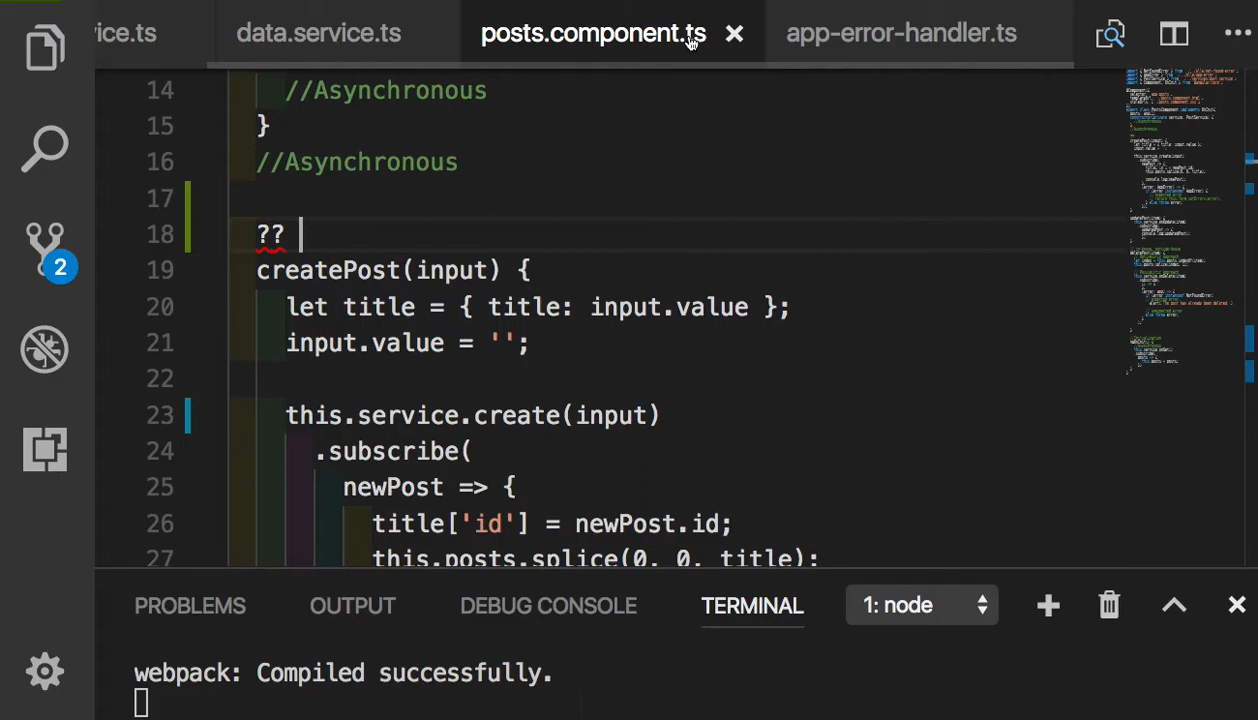 ice.ts data.service.ts posts.component.ts app-error-handler.ts
14 //Asynchronous
15 }
16 //Asynchronous
17
18 ??
19 createPost(input) {
20 let title = { title: input.value };
21 input.value = '';
22
23 this.service.create(input)
24 .subscribe(
25 newPost => {
26 title['id'] = newPost.id;
27 this.posts.splice(0, 0, title);
2
PROBLEMS OUTPUT DEBUG CONSOLE TERMINAL 1: node
webpack: Compiled successfully.